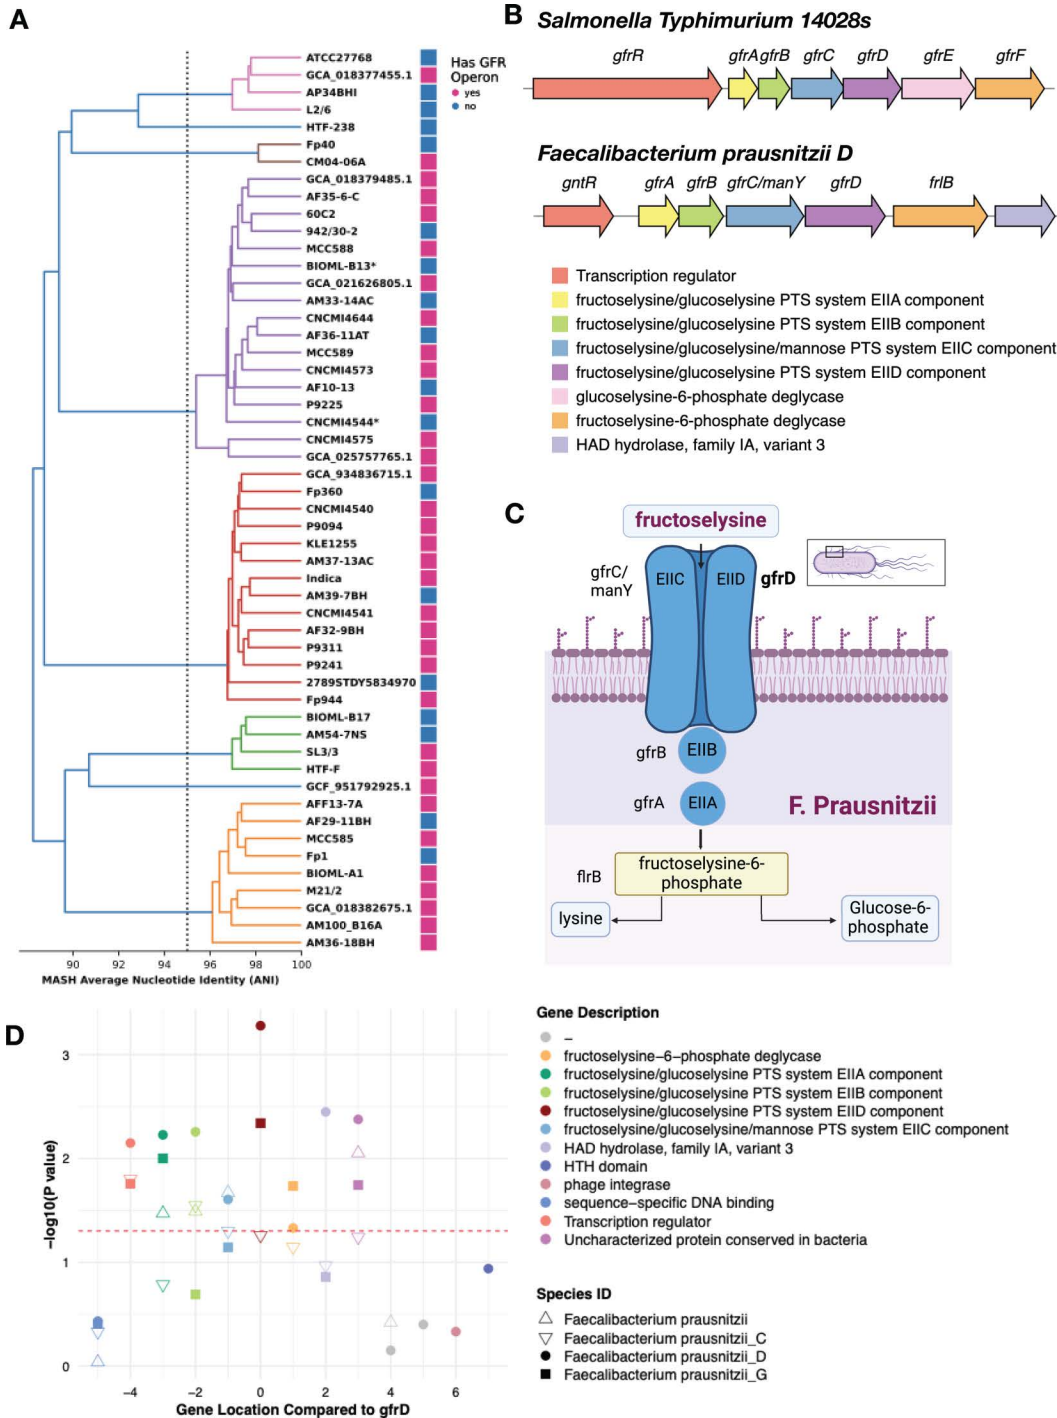 A
ATCC27768
GCA_018377455.1
AP34BHI
L2/6
HTF-238
Fp40
CM04-06A
GCA_018379485.1
AF35-6-C
60C2
942/30-2
MCC588
BIOML-B13*
GCA_021626805.1
AM33-14AC
CNCMI4644
AF36-11AT
MCC589
CNCMI4573
AF10-13
P9225
CNCMI4544*
CNCMI4575
GCA_025757765.1
GCA_934836715.1
Fp360
CNCMI4540
P9094
KLE1255
AM37-13AC
Indica
AM39-7BH
CNCMI4541
AF32-9BH
P9311
P9241
2789STDY5834970
Fp944
BIOML-B17
AM54-7NS
SL3/3
HTF-F
GCF_951792925.1
AFF13-7A
AF29-11BH
MCC585
Fp1
BIOML-A1
M21/2
GCA_018382675.1
AM100_B16A
AM36-18BH
90 92 94 96 98 100
MASH Average Nucleotide Identity (ANI)
Has GFR
Operon
yes
no
B
Salmonella Typhimurium 14028s
gfrR gfrA gfrB gfrC gfrD gfrE gfrF
Faecalibacterium prausnitzii D
gntR gfrA gfrB gfrC/manY gfrD frlB
Transcription regulator
fructoselysine/glucoselysine PTS system EIIA component
fructoselysine/glucoselysine PTS system EIIB component
fructoselysine/glucoselysine/mannose PTS system EIIC component
fructoselysine/glucoselysine PTS system EIID component
glucoselysine-6-phosphate deglycase
fructoselysine-6-phosphate deglycase
HAD hydrolase, family IA, variant 3
C
fructoselysine
gfrC/
manY
EIIC EIID gfrD
gfrB EIIB
gfrA EIIA
F. Prausnitzii
flrB
fructoselysine-6-
phosphate
lysine
Glucose-6-
phosphate
D
−log10(P value)
3
2
1
0
−4 −2 0 2 4 6
Gene Location Compared to gfrD
Gene Description
−
fructoselysine−6−phosphate deglycase
fructoselysine/glucoselysine PTS system EIIA component
fructoselysine/glucoselysine PTS system EIIB component
fructoselysine/glucoselysine PTS system EIID component
fructoselysine/glucoselysine/mannose PTS system EIIC component
HAD hydrolase, family IA, variant 3
HTH domain
phage integrase
sequence−specific DNA binding
Transcription regulator
Uncharacterized protein conserved in bacteria
Species ID
Faecalibacterium prausnitzii
Faecalibacterium prausnitzii_C
Faecalibacterium prausnitzii_D
Faecalibacterium prausnitzii_G